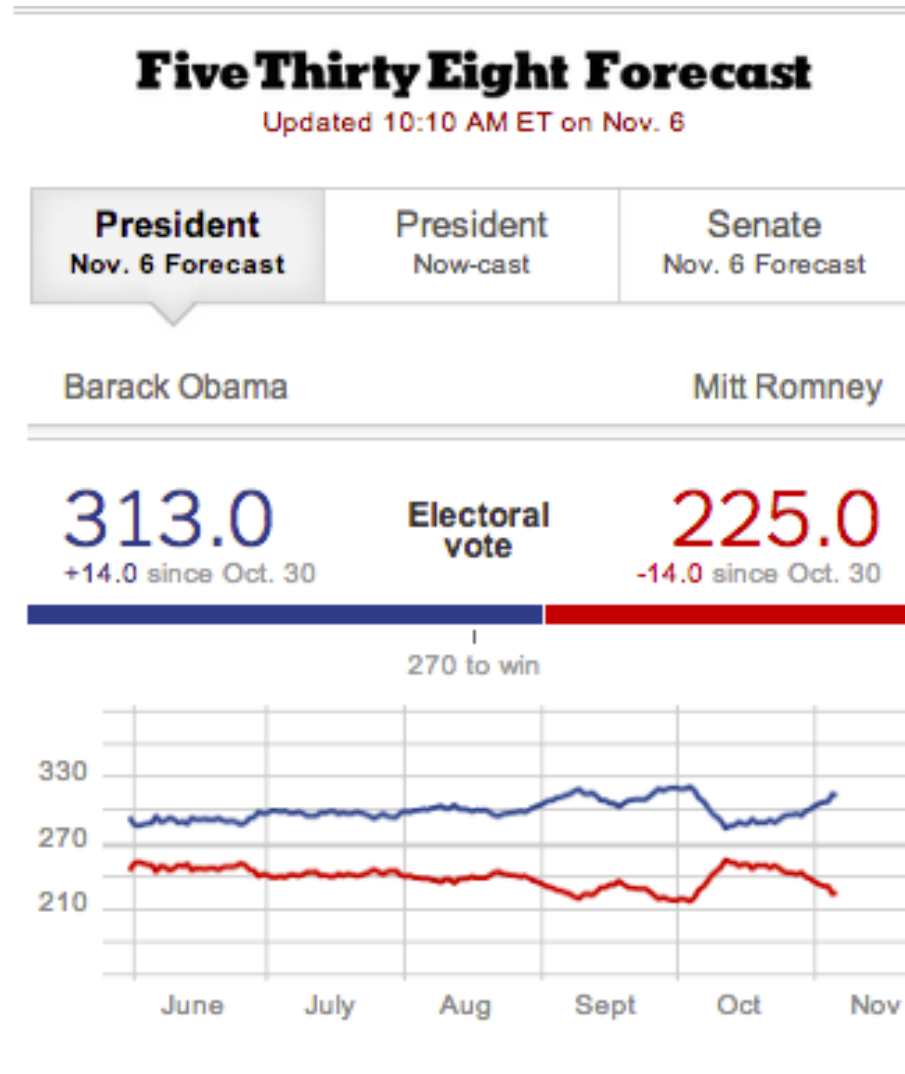 FiveThirtyEight Forecast
Updated 10:10 AM ET on Nov. 6
President
Nov. 6 Forecast
President
Now-cast
Senate
Nov. 6 Forecast
Barack Obama
Mitt Romney
313.0
+14.0 since Oct. 30
Electoral
vote
225.0
-14.0 since Oct. 30
270 to win
330
270
210
June July Aug Sept Oct Nov